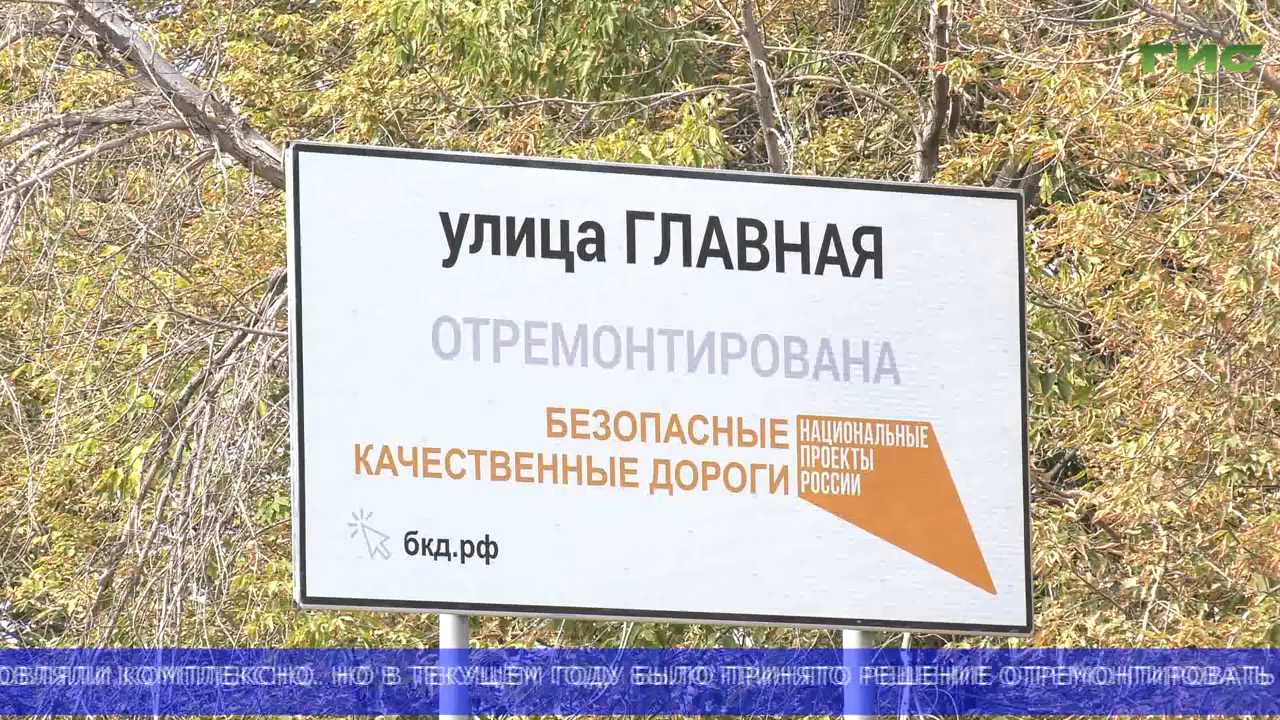 ГИС
улица ГЛАВНАЯ
ОТРЕМОНТИРОВАНА
БЕЗОПАСНЫЕ
КАЧЕСТВЕННЫЕ ДОРОГИ
НАЦИОНАЛЬНЫЕ
ПРОЕКТЫ
РОССИИ
бкд.рф
ОВЛЯЛИ КОМПЛЕКСНО. НО В ТЕКУЩЕМ ГОДУ БЫЛО ПРИНЯТО РЕШЕНИЕ ОТРЕМОНТИРОВАТЬ